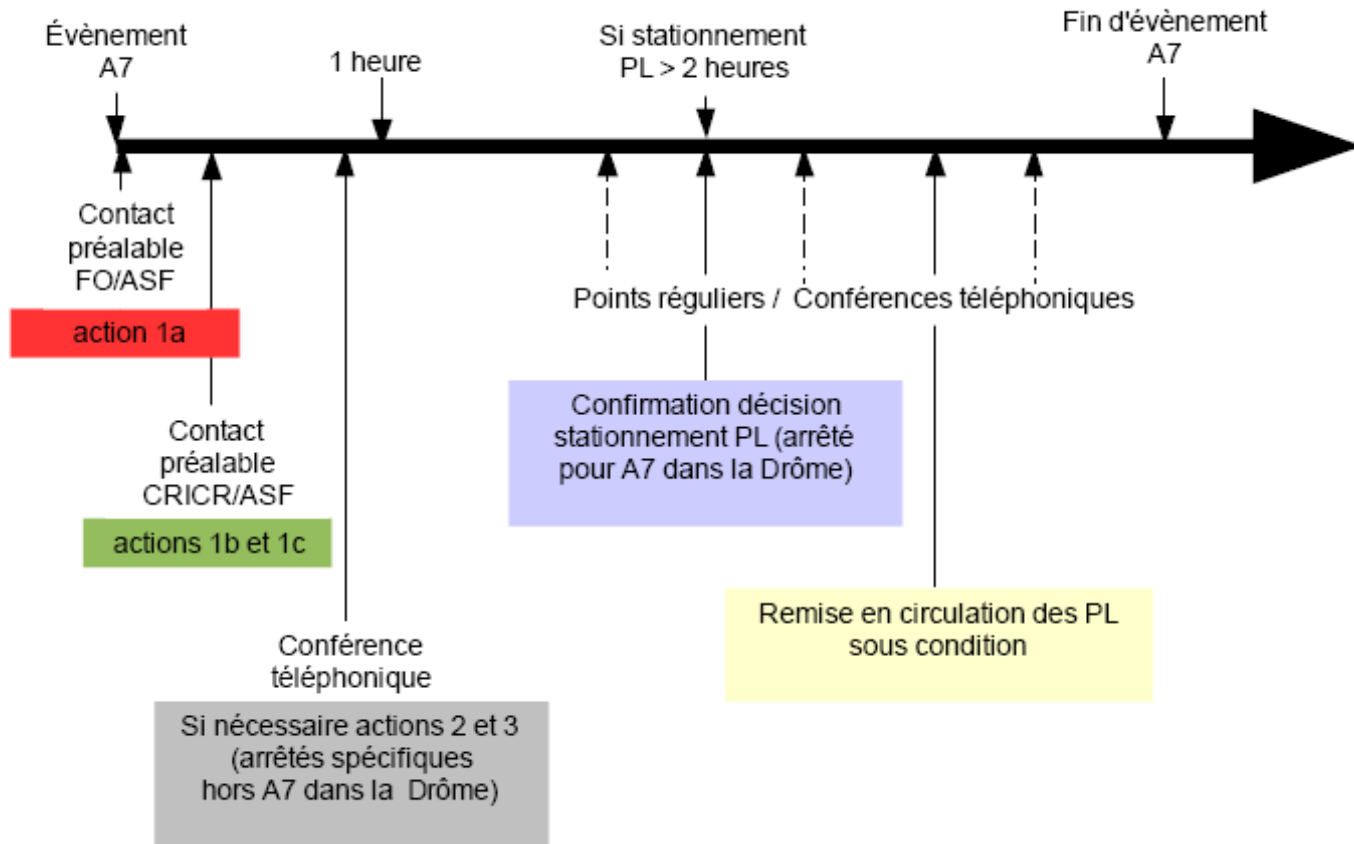 Évènement
A7
1 heure
Si stationnement
PL > 2 heures
Fin d'évènement
A7
Contact
préalable
FO/ASF
action 1a
Contact
préalable
CRICR/ASF
actions 1b et 1c
Conférence
téléphonique
Si nécessaire actions 2 et 3
(arrêtés spécifiques
hors A7 dans la Drôme)
Points réguliers / Conférences téléphoniques
Confirmation décision
stationnement PL (arrêté
pour A7 dans la Drôme)
Remise en circulation des PL
sous condition